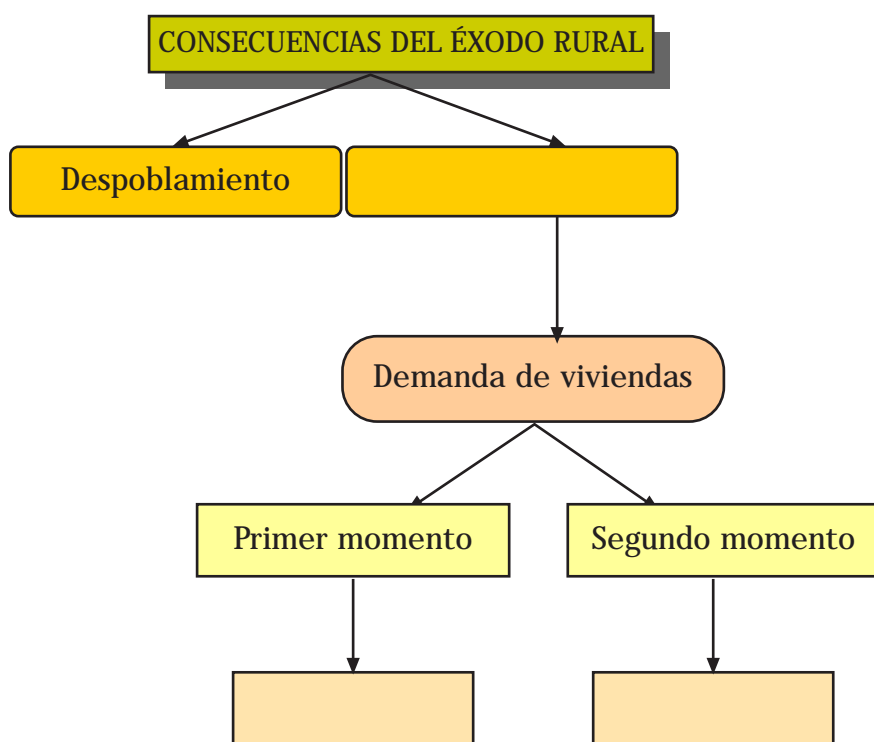 CONSECUENCIAS DEL ÉXODO RURAL
Despoblamiento
Demanda de viviendas
Primer momento
Segundo momento